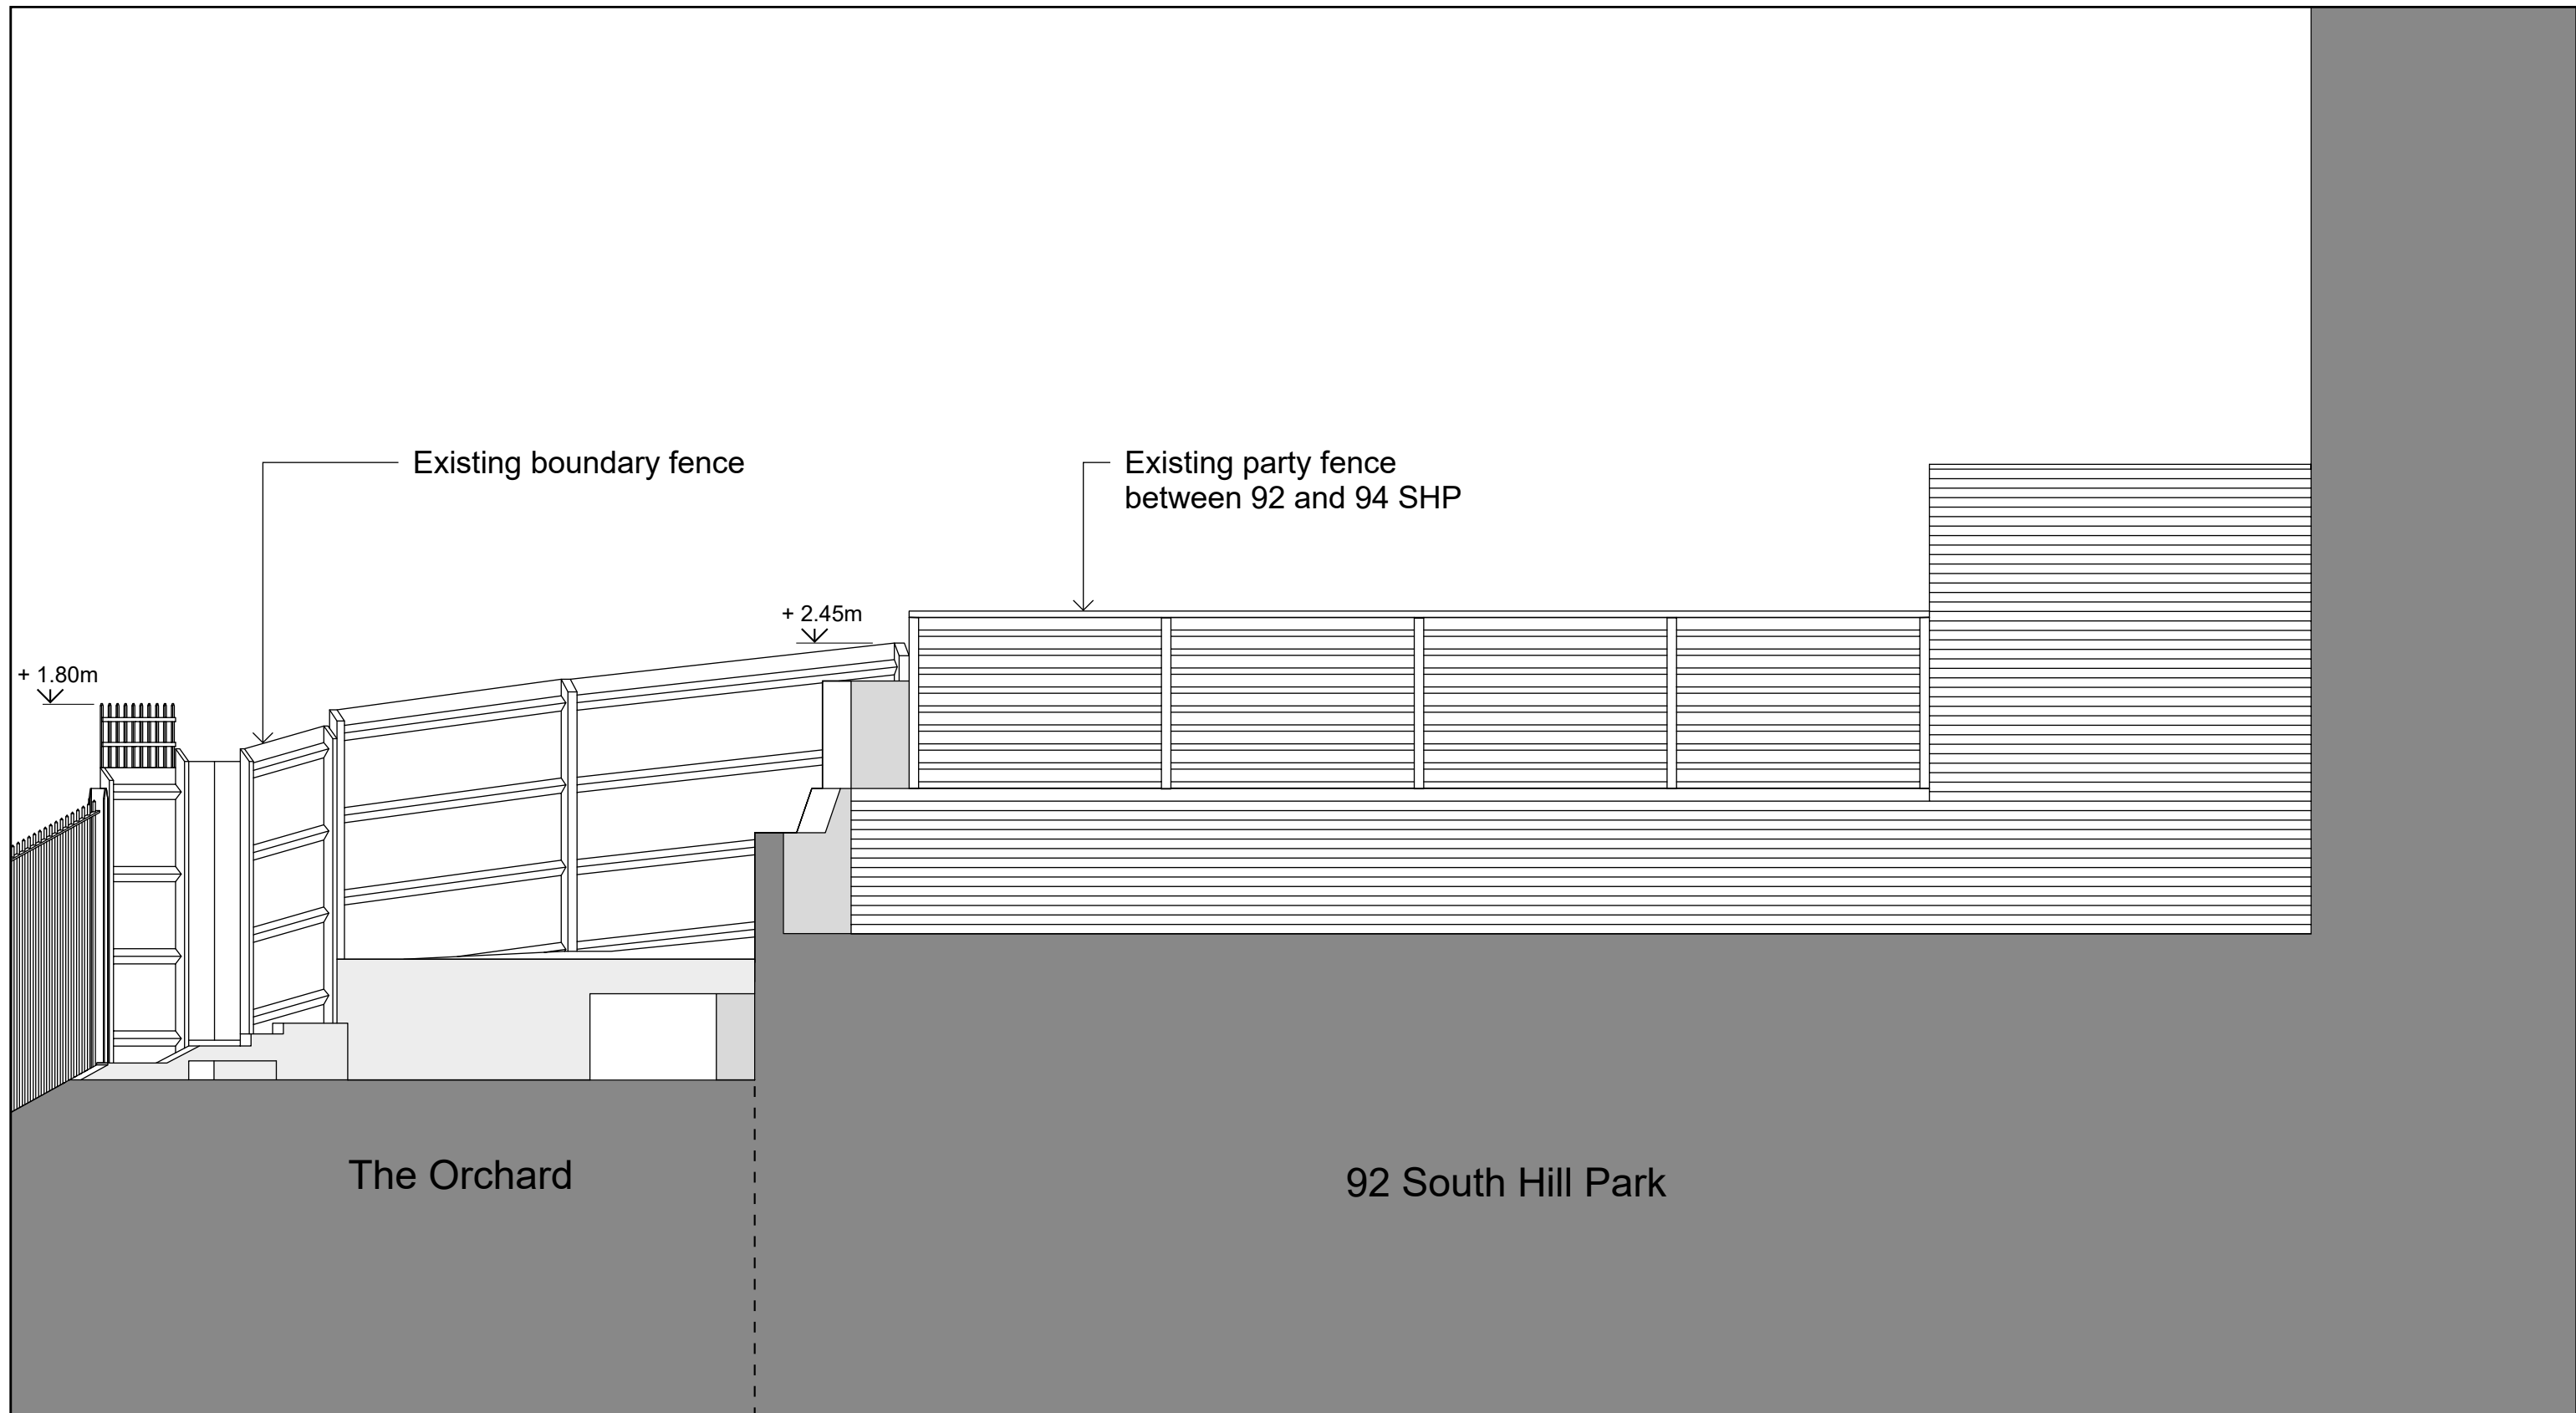 Existing boundary fence
Existing party fence
between 92 and 94 SHP
+ 2.45m
+ 1.80m
The Orchard
92 South Hill Park